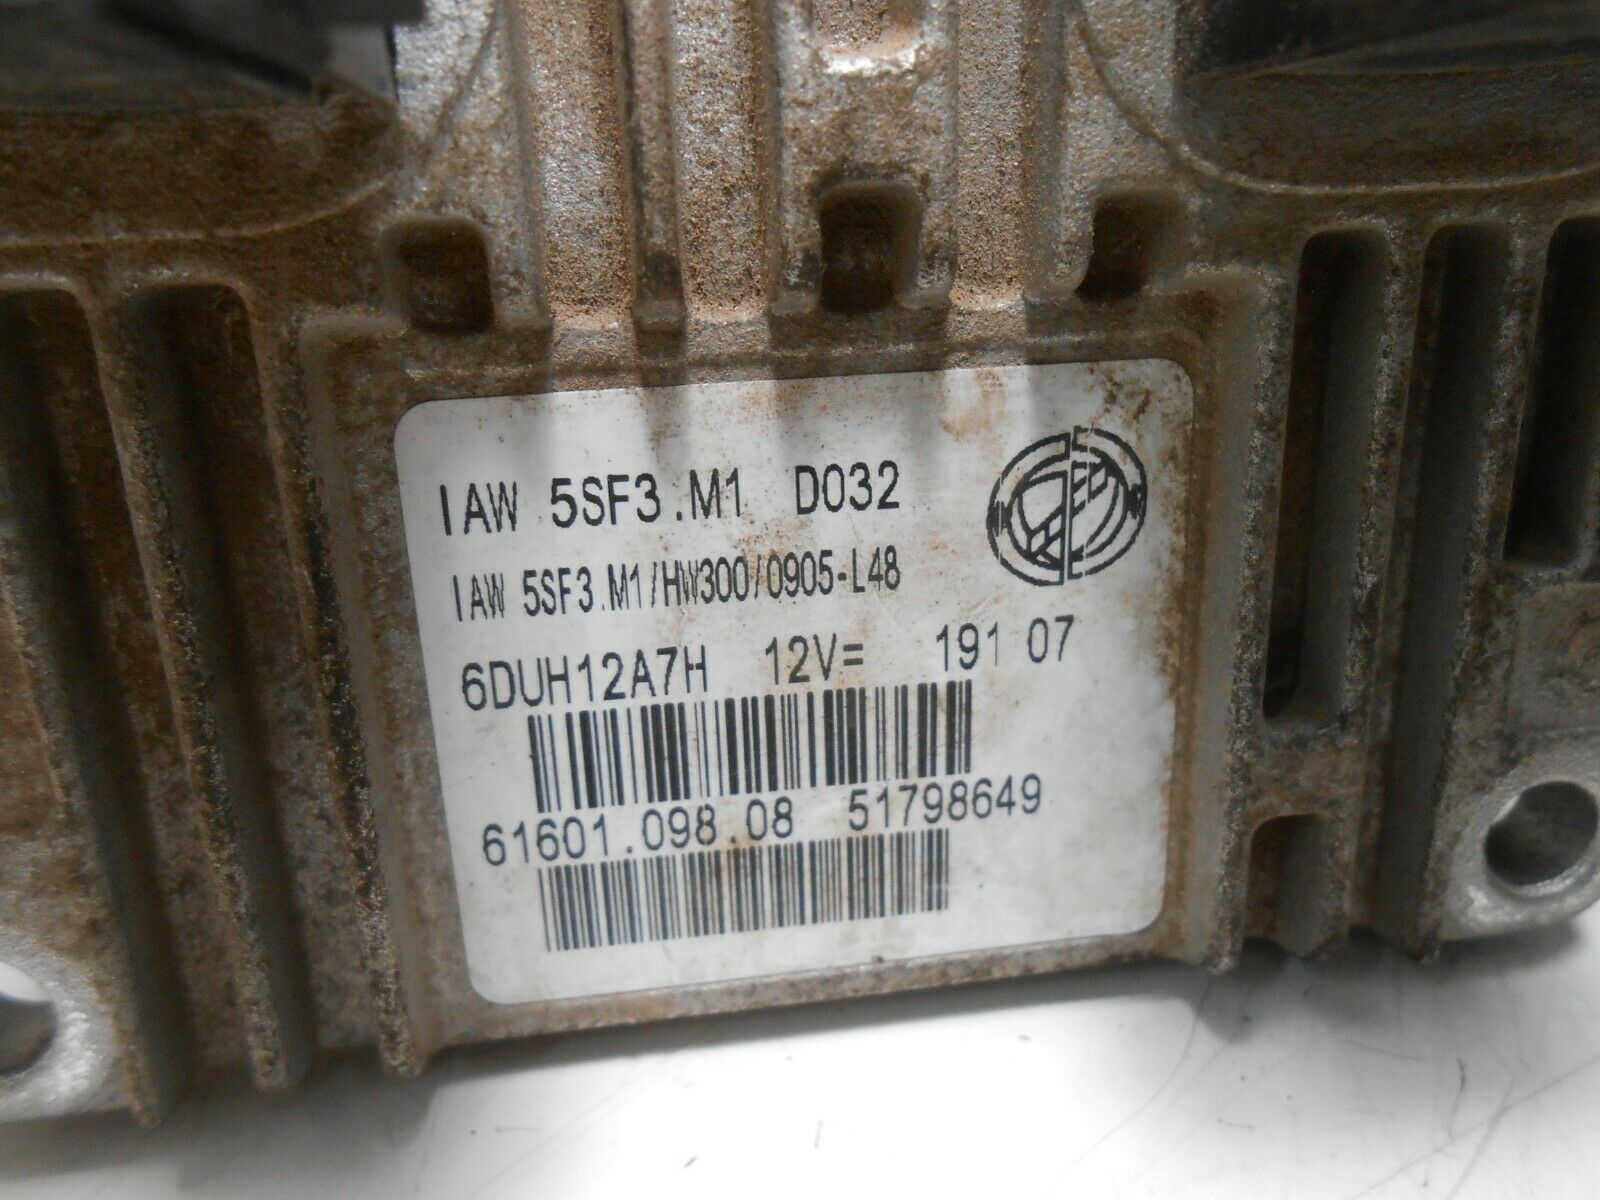 IAW 5SF3.M1 D032
IAW 5SF3.M1/HW300/0905-L48
6DUH12A7H 12V= 191 07
61601.098.08 51798649